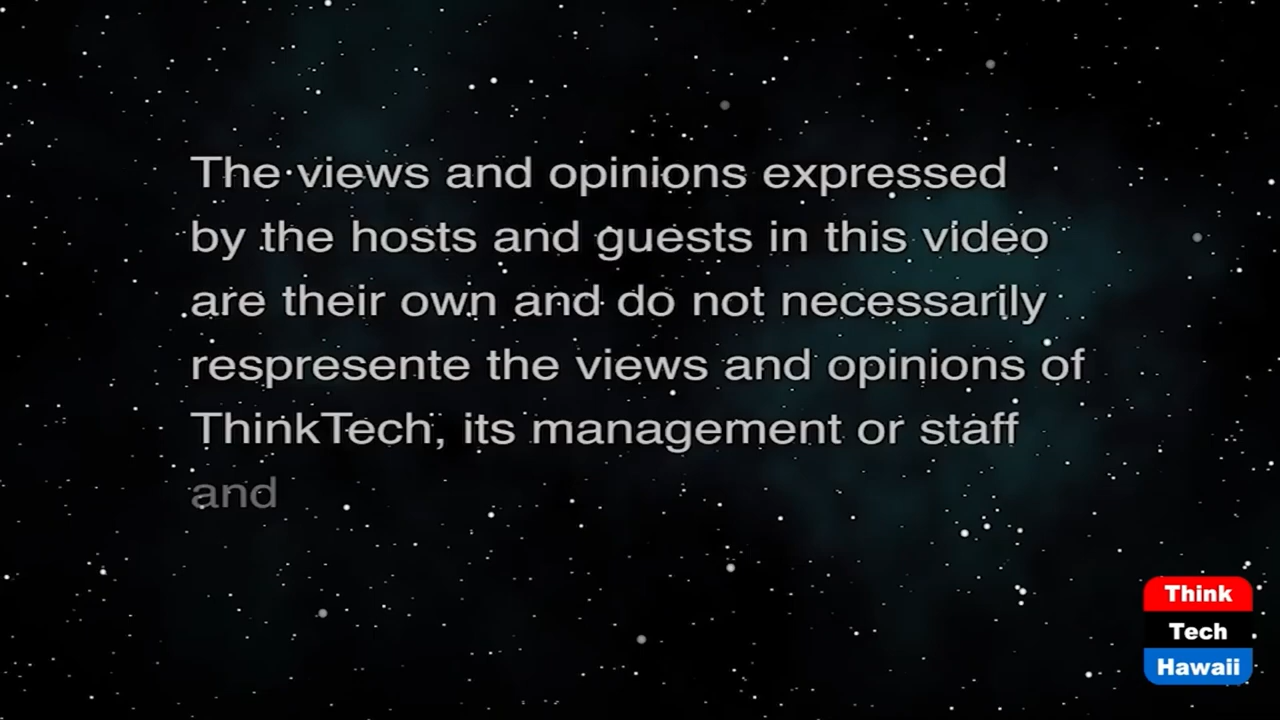 The views and opinions expressed
by the hosts and guests in this video
are their own and do not necessarily
respresente the views and opinions of
ThinkTech, its management or staff
and
Think
Tech
Hawaii